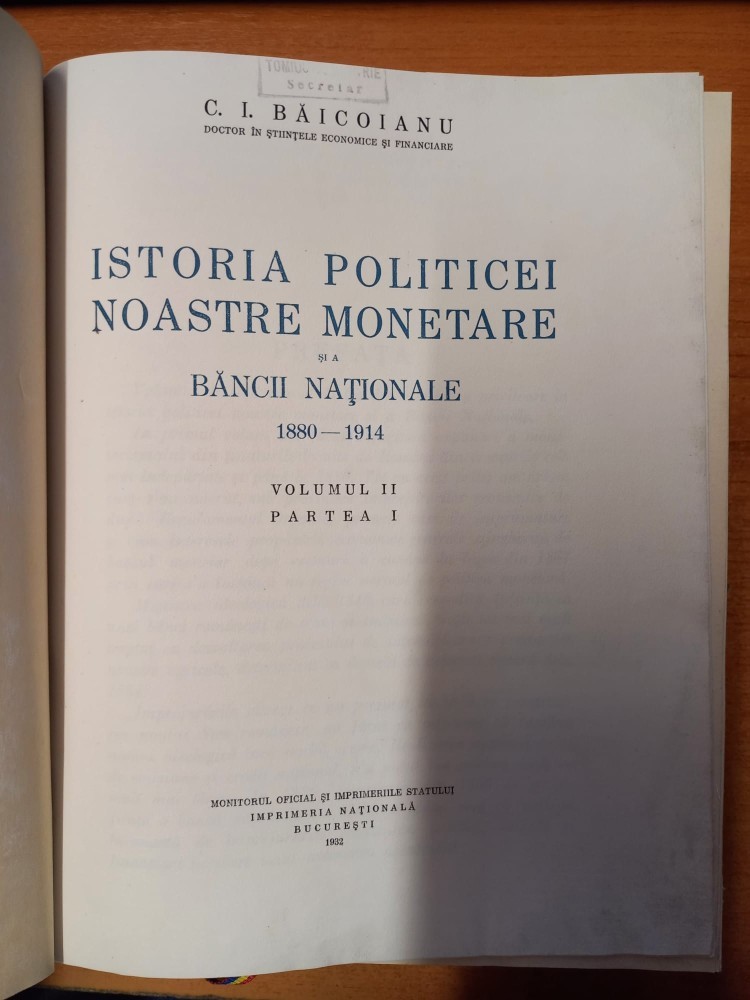 Secretar
C. I. BĂICOIANU
DOCTOR ÎN ȘTIINȚELE ECONOMICE ȘI FINANCIARE
ISTORIA POLITICEI
NOASTRE MONETARE
ȘI A
BĂNCII NAȚIONALE
1880—1914
VOLUMUL II
PARTEA I
MONITORUL OFICIAL ȘI IMPRIMERIILE STATULUI
IMPRIMERIA NAȚIONALĂ
BUCUREȘTI
1932